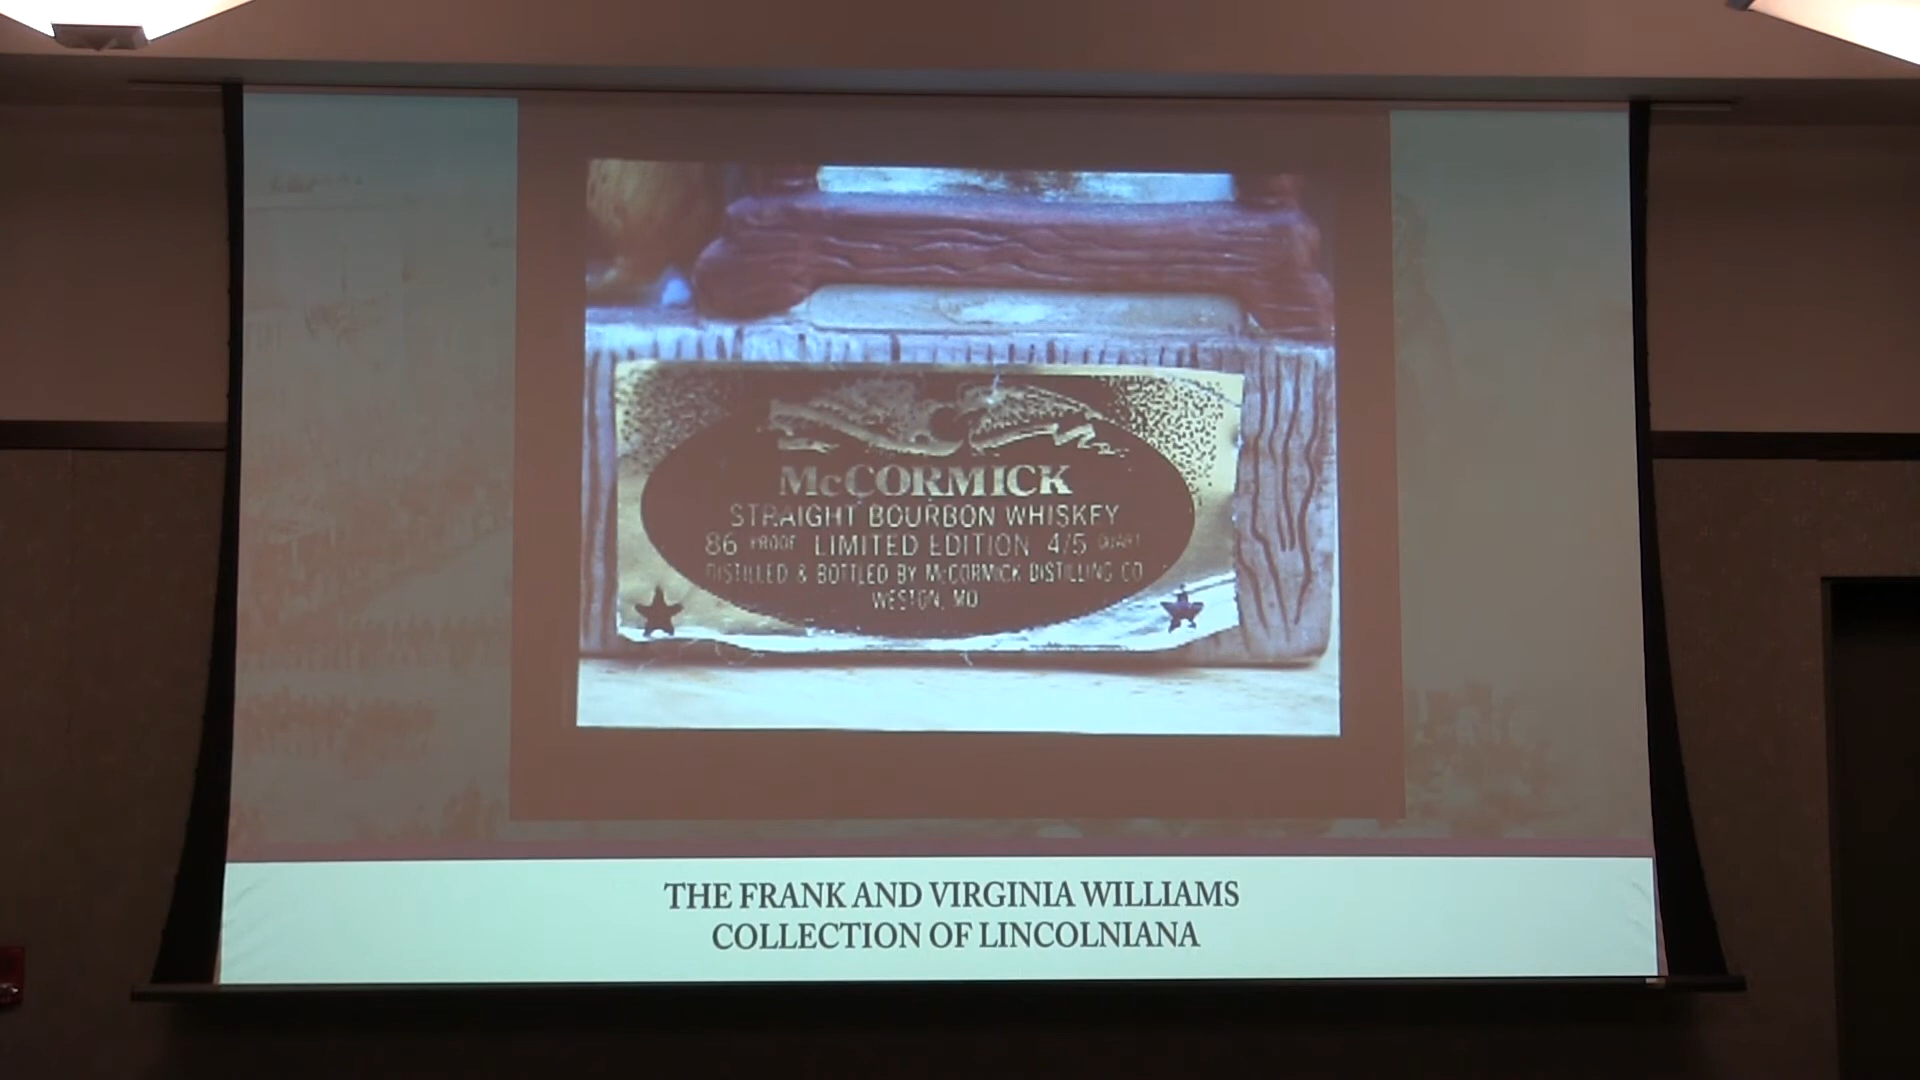 McCORMICK
STRAIGHT BOURBON WHISKEY
86 PROOF LIMITED EDITION 4/5 QUART
DISTILLED & BOTTLED BY McCORMICK DISTILLING CO
WESTON, MO
THE FRANK AND VIRGINIA WILLIAMS
COLLECTION OF LINCOLNIANA